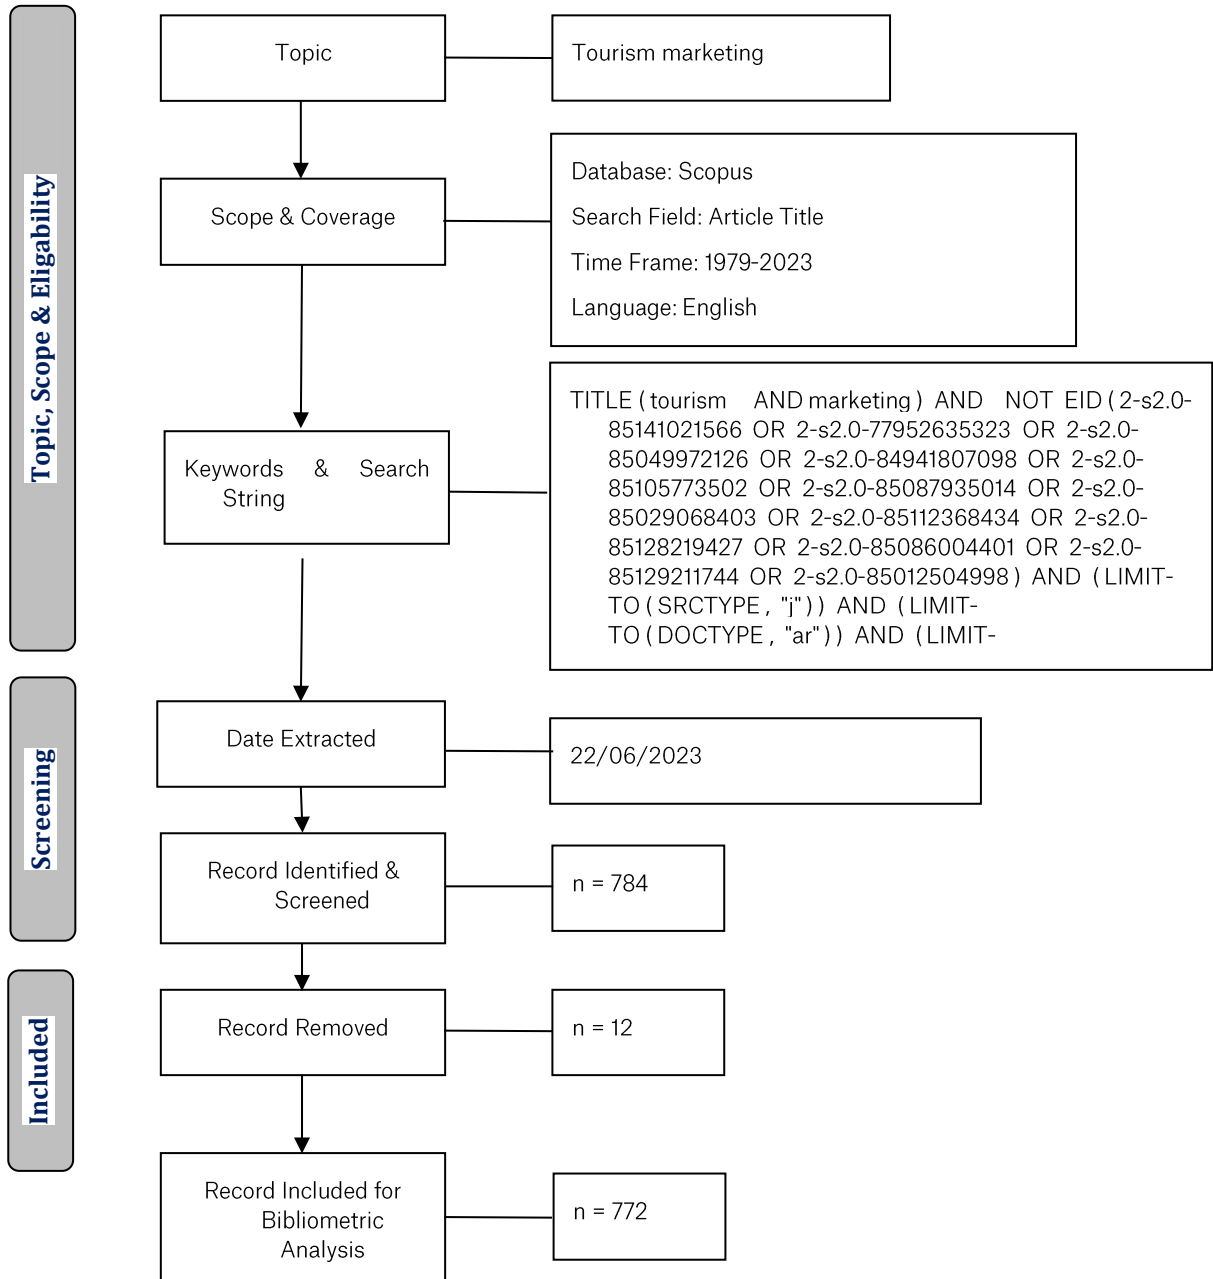 Topic, Scope & Eligability
Topic
Tourism marketing
Scope & Coverage
Database: Scopus
Search Field: Article Title
Time Frame: 1979-2023
Language: English
Keywords & Search
String
TITLE ( tourism AND marketing ) AND NOT EID ( 2-s2.0-
85141021566 OR 2-s2.0-77952635323 OR 2-s2.0-
85049972126 OR 2-s2.0-84941807098 OR 2-s2.0-
85105773502 OR 2-s2.0-85087935014 OR 2-s2.0-
85029068403 OR 2-s2.0-85112368434 OR 2-s2.0-
85128219427 OR 2-s2.0-85086004401 OR 2-s2.0-
85129211744 OR 2-s2.0-85012504998 ) AND ( LIMIT-
TO ( SRCTYPE , "j" ) ) AND ( LIMIT-
TO ( DOCTYPE , "ar" ) ) AND ( LIMIT-
Screening
Date Extracted
22/06/2023
Record Identified &
Screened
n = 784
Included
Record Removed
n = 12
Record Included for
Bibliometric
Analysis
n = 772